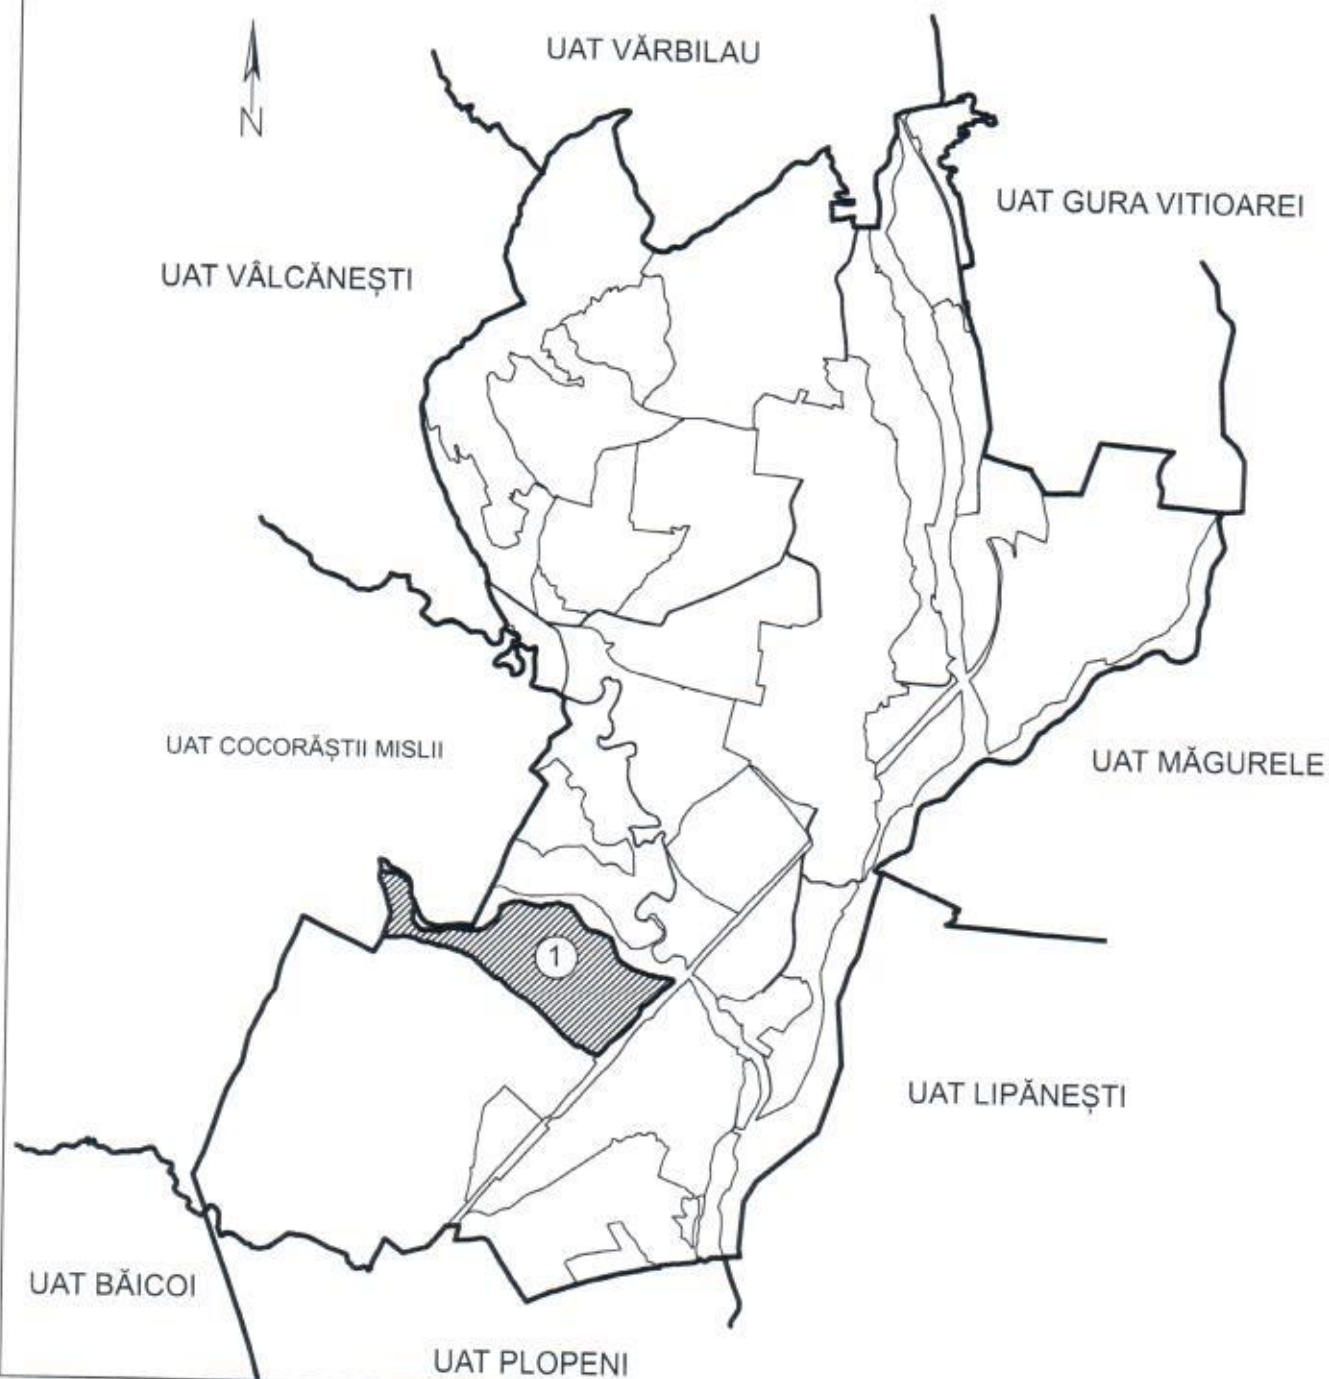 UAT VĂRBILAU
N
UAT GURA VITIOAREI
UAT VÂLCĂNEȘTI
UAT COCORĂȘTII MISLII
UAT MĂGURELE
1
UAT LIPĂNEȘTI
UAT BĂICOI
UAT PLOPENI